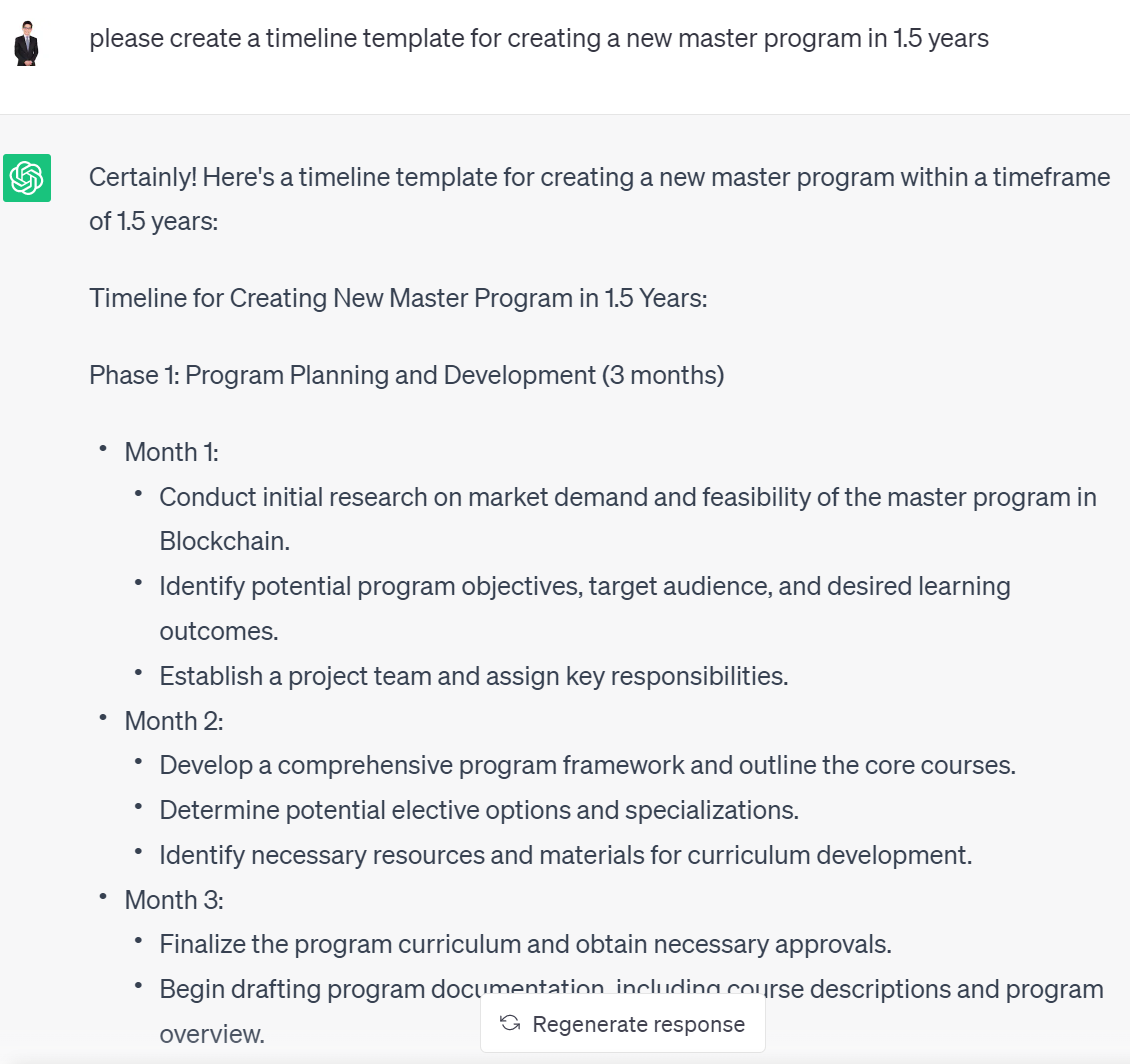 please create a timeline template for creating a new master program in 1.5 years
Certainly! Here's a timeline template for creating a new master program within a timeframe
of 1.5 years:
Timeline for Creating New Master Program in 1.5 Years:
Phase 1: Program Planning and Development (3 months)
• Month 1:
• Conduct initial research on market demand and feasibility of the master program in
Blockchain.
• Identify potential program objectives, target audience, and desired learning
outcomes.
• Establish a project team and assign key responsibilities.
• Month 2:
• Develop a comprehensive program framework and outline the core courses.
• Determine potential elective options and specializations.
• Identify necessary resources and materials for curriculum development.
• Month 3:
• Finalize the program curriculum and obtain necessary approvals.
• Begin drafting program documentation, including course descriptions and program
overview.
Regenerate response